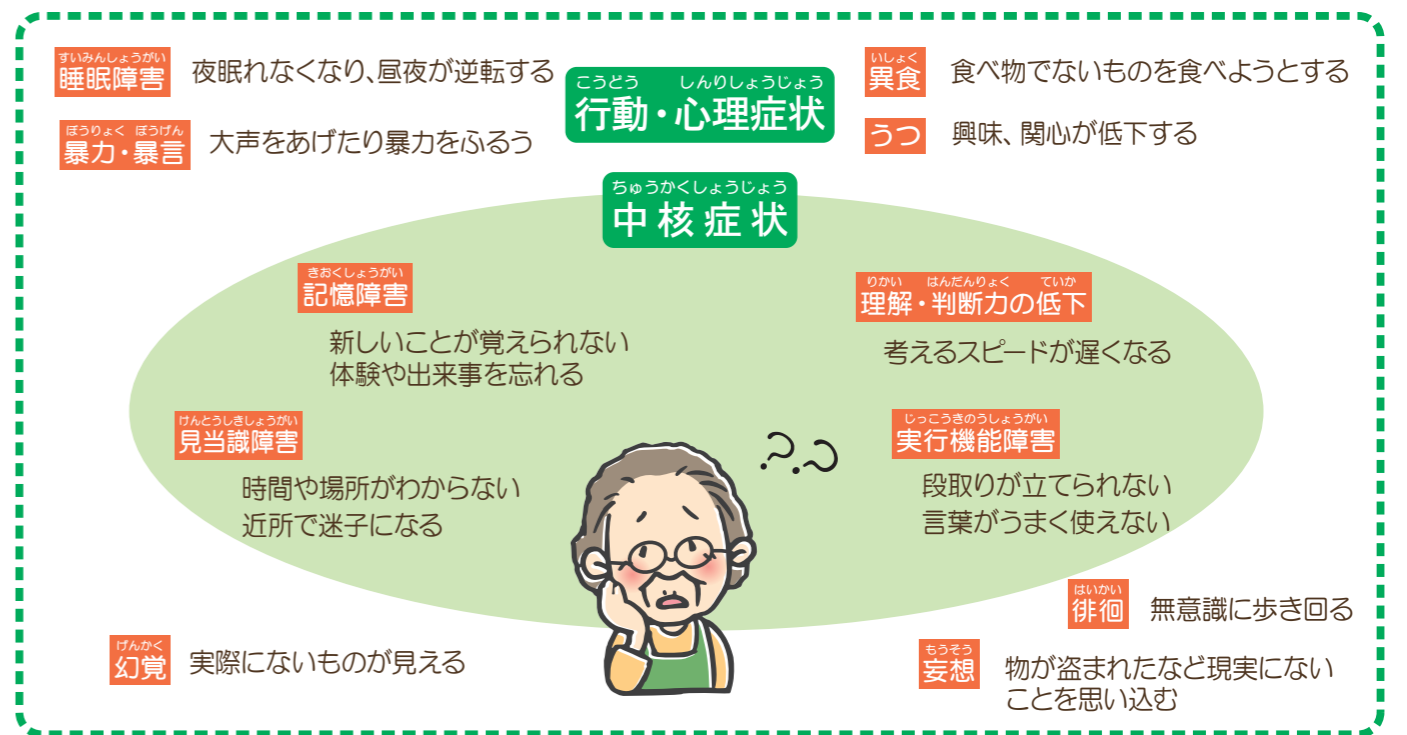 すいみんしょうがい
睡眠障害 夜眠れなくなり、昼夜が逆転する
ぼうりょく ぼうげん
暴力・暴言 大声をあげたり暴力をふるう
こうどう しんりしょうじょう
行動・心理症状
いしょく
異食 食べ物でないものを食べようとする
うつ 興味、関心が低下する
ちゅうかくしょうじょう
中核症状
きおくしょうがい
記憶障害
新しいことが覚えられない
体験や出来事を忘れる
りかい はんだんりょく ていか
理解・判断力の低下
考えるスピードが遅くなる
けんとうしきしょうがい
見当識障害
時間や場所がわからない
近所で迷子になる
??
じっこうきのうしょうがい
実行機能障害
段取りが立てられない
言葉がうまく使えない
げんかく
幻覚 実際にないものが見える
はいかい
徘徊 無意識に歩き回る
もうそう
妄想 物が盗まれたなど現実にない
ことを思い込む